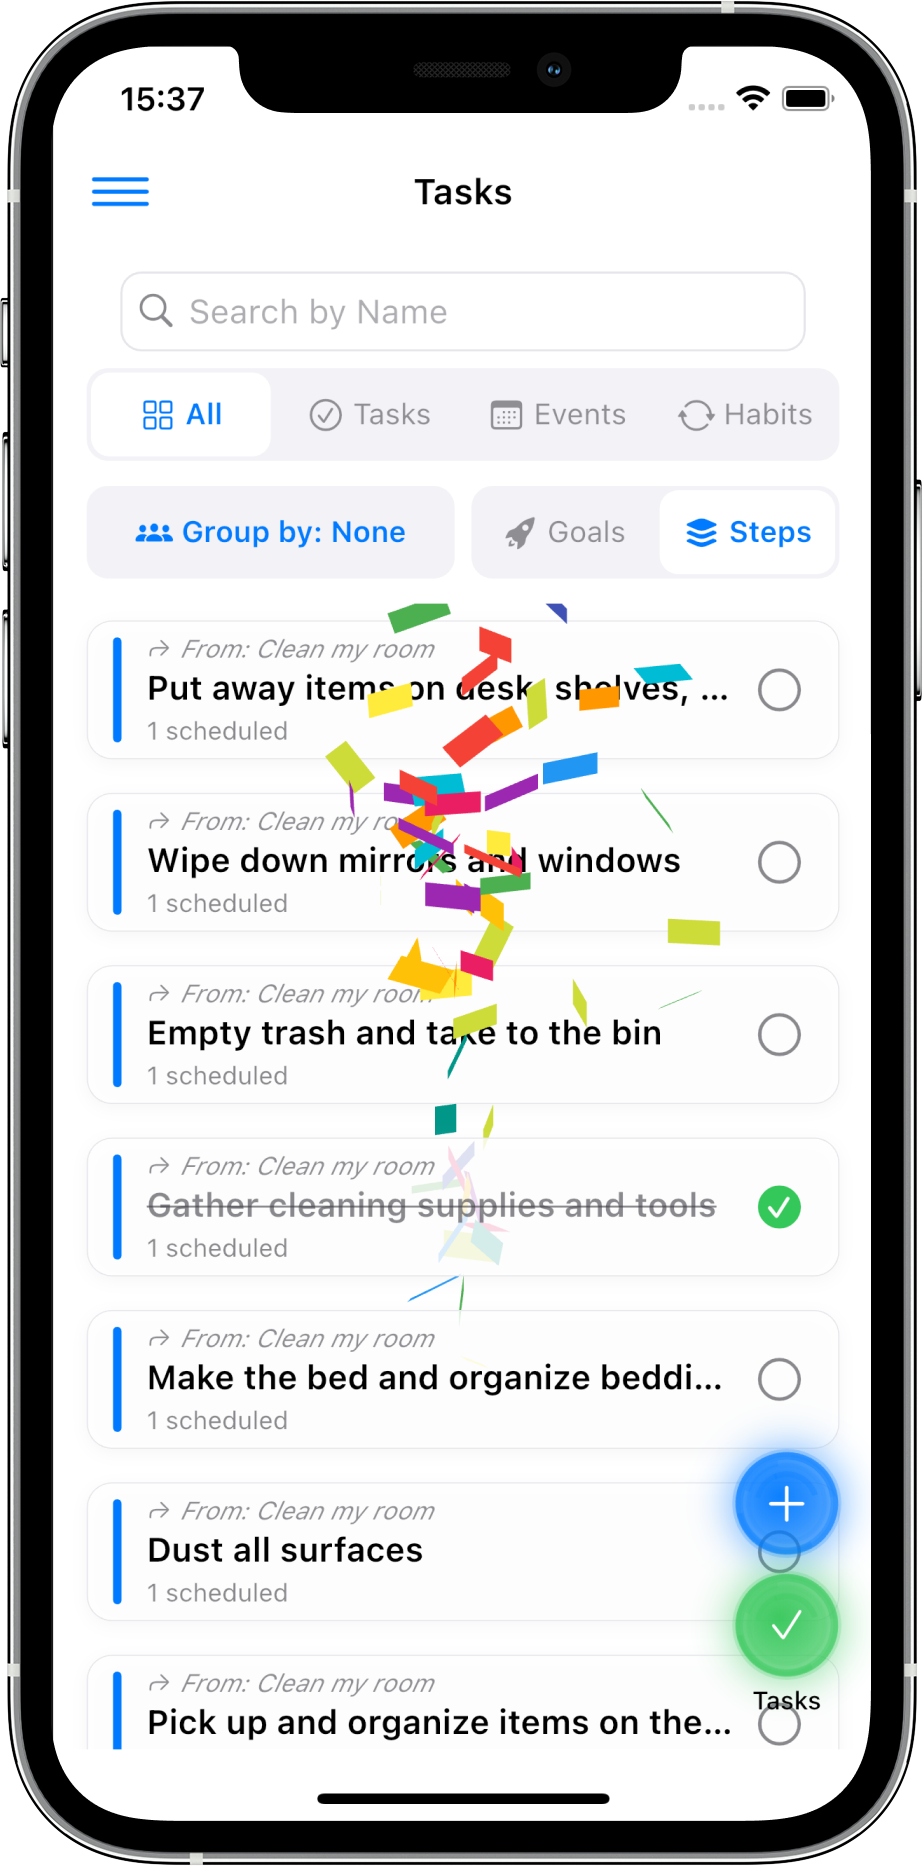 15:37
Tasks
Search by Name
All Tasks Events Habits
Group by: None Goals Steps
From: Clean my room
Put away items on desk, shelves, ...
1 scheduled
From: Clean my room
Wipe down mirrors and windows
1 scheduled
From: Clean my room
Empty trash and take to the bin
1 scheduled
From: Clean my room
Gather cleaning supplies and tools
1 scheduled
From: Clean my room
Make the bed and organize beddi...
1 scheduled
From: Clean my room
Dust all surfaces
1 scheduled
From: Clean my room
Tasks
Pick up and organize items on the...